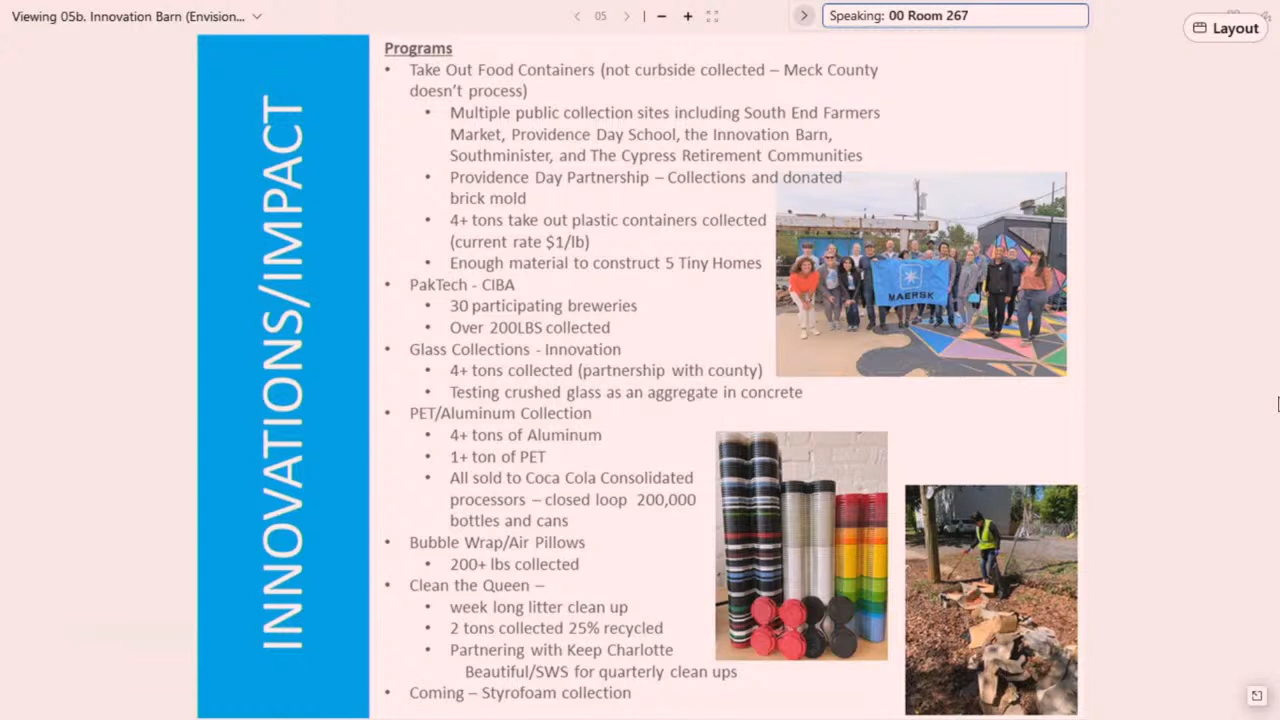 Viewing 05b. Innovation Barn (Envision...
05
Speaking: 00 Room 267
Layout
INNOVATIONS/IMPACT
Programs
• Take Out Food Containers (not curbside collected – Meck County
doesn't process)
• Multiple public collection sites including South End Farmers
Market, Providence Day School, the Innovation Barn,
Southminister, and The Cypress Retirement Communities
• Providence Day Partnership – Collections and donated
brick mold
• 4+ tons take out plastic containers collected
(current rate $1/lb)
• Enough material to construct 5 Tiny Homes
• PakTech - CIBA
• 30 participating breweries
• Over 200LBS collected
• Glass Collections - Innovation
• 4+ tons collected (partnership with county)
• Testing crushed glass as an aggregate in concrete
• PET/Aluminum Collection
• 4+ tons of Aluminum
• 1+ ton of PET
• All sold to Coca Cola Consolidated
processors – closed loop 200,000
bottles and cans
• Bubble Wrap/Air Pillows
• 200+ lbs collected
• Clean the Queen –
• week long litter clean up
• 2 tons collected 25% recycled
• Partnering with Keep Charlotte
Beautiful/SWS for quarterly clean ups
• Coming – Styrofoam collection
MAERSK